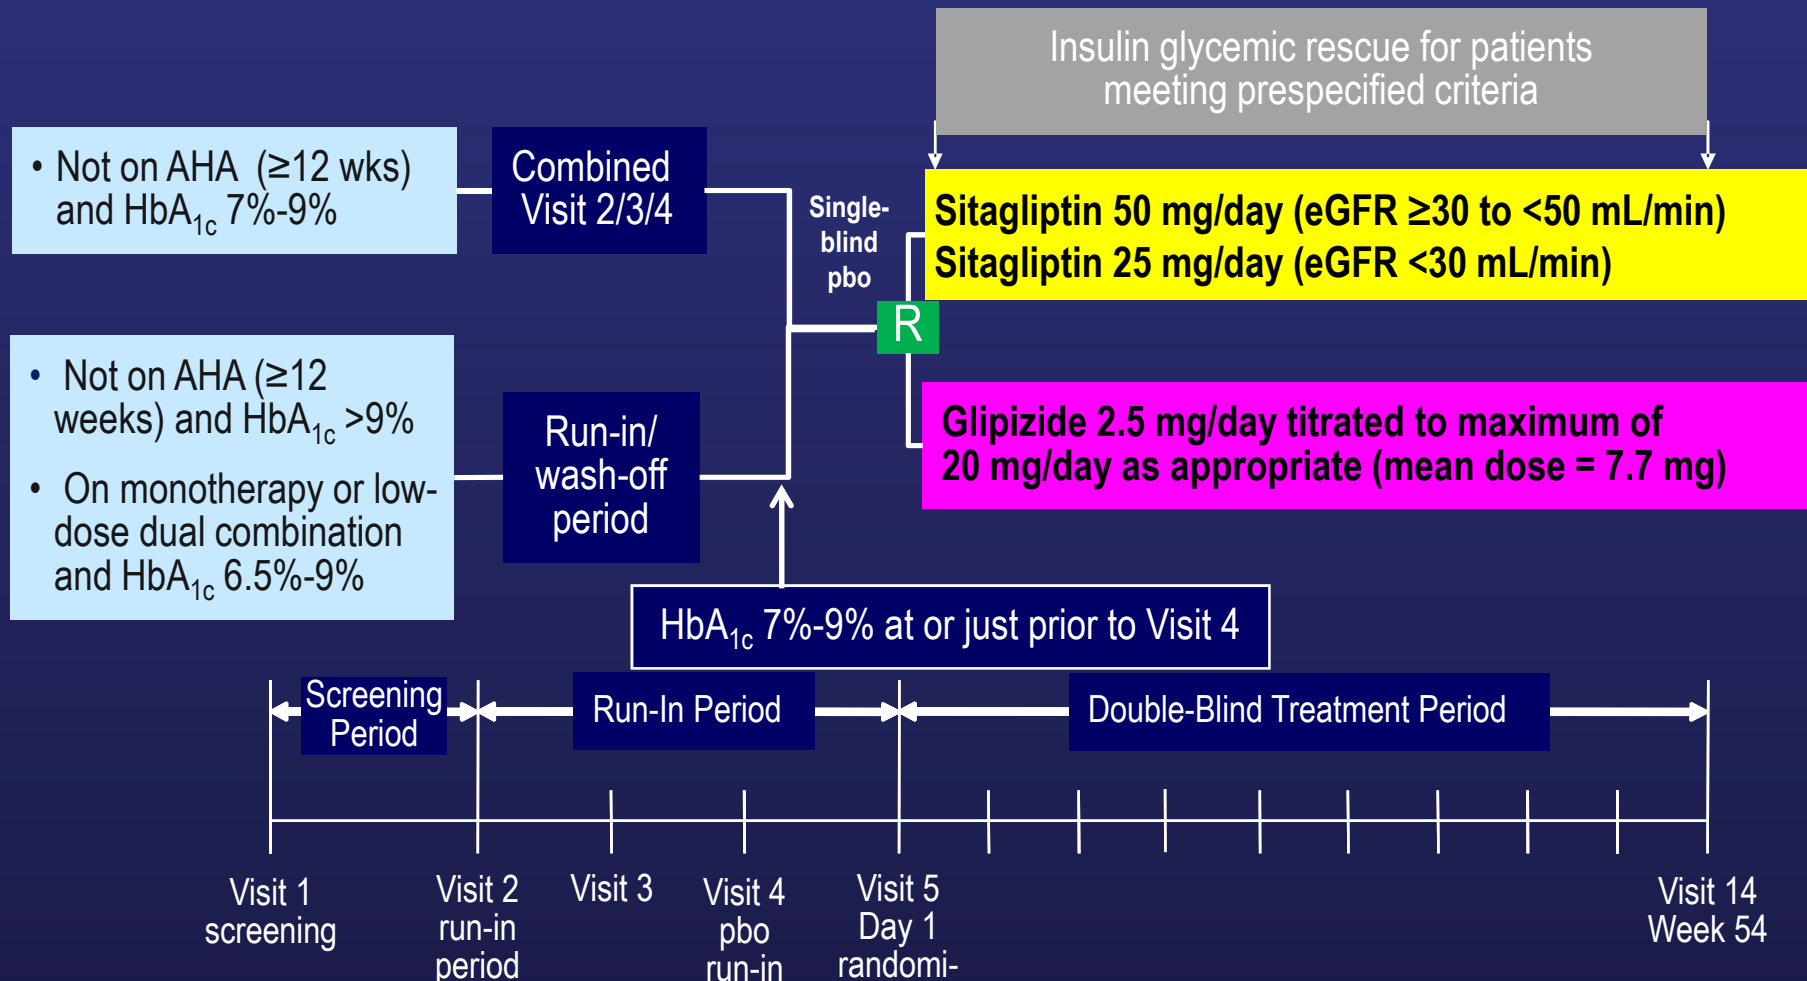 Insulin glycemic rescue for patients
meeting prespecified criteria
• Not on AHA (≥12 wks)
and HbA1c 7%-9%
Combined
Visit 2/3/4
Single-
blind
pbo
Sitagliptin 50 mg/day (eGFR ≥30 to <50 mL/min)
Sitagliptin 25 mg/day (eGFR <30 mL/min)
R
• Not on AHA (≥12
weeks) and HbA1c >9%
• On monotherapy or low-
dose dual combination
and HbA1c 6.5%-9%
Run-in/
wash-off
period
Glipizide 2.5 mg/day titrated to maximum of
20 mg/day as appropriate (mean dose = 7.7 mg)
HbA1c 7%-9% at or just prior to Visit 4
Screening
Period
Run-In Period
Double-Blind Treatment Period
Visit 1
screening
Visit 2
run-in
period
Visit 3
Visit 4
pbo
run-in
Visit 5
Day 1
randomi-
Visit 14
Week 54